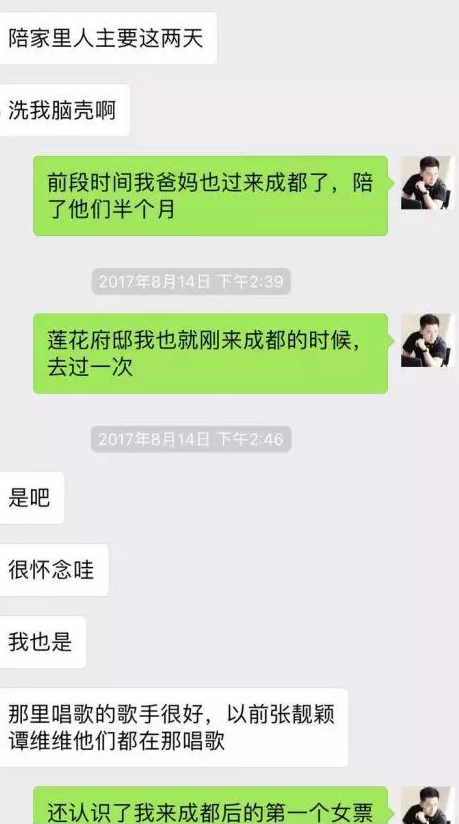 陪家里人主要这两天
洗我脑壳啊
前段时间我爸妈也过来成都了，陪
了他们半个月
2017年8月14日 下午2:39
莲花府邸我也就刚来成都的时候，
去过一次
2017年8月14日 下午2:46
是吧
很怀念哇
我也是
那里唱歌的歌手很好，以前张靓颖
谭维维他们都在那唱歌
还认识了我来成都后的第一个女票